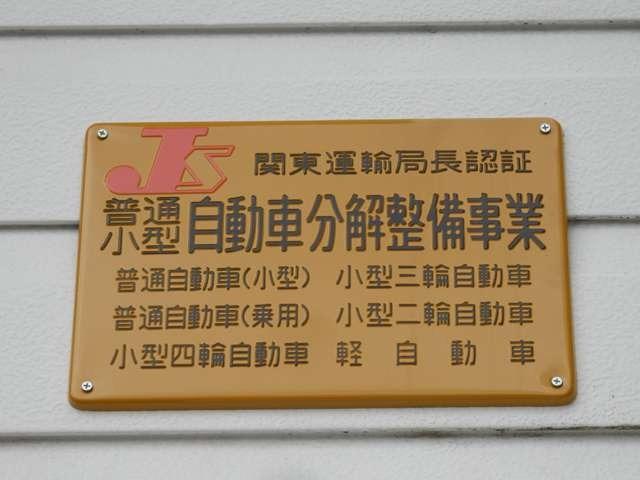 JS 関東運輸局長認証
普通
小型 自動車分解整備事業
普通自動車(小型) 小型三輪自動車
普通自動車(乗用) 小型二輪自動車
小型四輪自動車 軽自動車